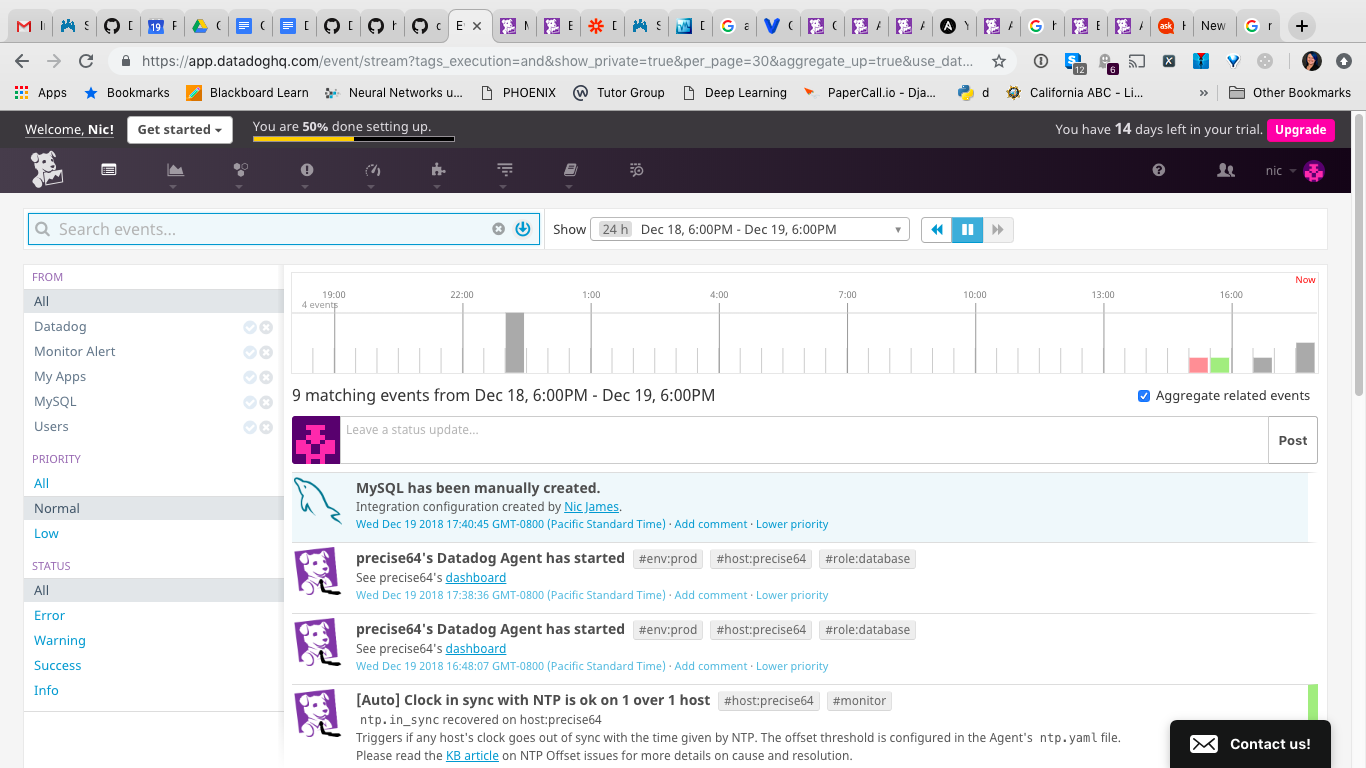 https://app.datadoghq.com/event/stream?tags_execution=and&show_private=true&per_page=30&aggregate_up=true&use_dat...
12
6
Apps
Bookmarks
Blackboard Learn
Neural Networks u...
PHOENIX
Tutor Group
Deep Learning
PaperCall.io - Dja...
d
California ABC - Li...
»
Other Bookmarks
Welcome, Nic!
Get started
You are 50% done setting up.
You have 14 days left in your trial.
Upgrade
nic
Search events...
Show
24 h
Dec 18, 6:00PM - Dec 19, 6:00PM
FROM
All
Datadog
Monitor Alert
My Apps
MySQL
Users
PRIORITY
All
Normal
Low
STATUS
All
Error
Warning
Success
Info
Now
19:00 22:00 1:00 4:00 7:00 10:00 13:00 16:00
4 events
9 matching events from Dec 18, 6:00PM - Dec 19, 6:00PM
Aggregate related events
Leave a status update...
Post
MySQL has been manually created.
Integration configuration created by Nic James.
Wed Dec 19 2018 17:40:45 GMT-0800 (Pacific Standard Time) · Add comment · Lower priority
precise64's Datadog Agent has started #env:prod #host:precise64 #role:database
See precise64's dashboard
Wed Dec 19 2018 17:38:36 GMT-0800 (Pacific Standard Time) · Add comment · Lower priority
precise64's Datadog Agent has started #env:prod #host:precise64 #role:database
See precise64's dashboard
Wed Dec 19 2018 16:48:07 GMT-0800 (Pacific Standard Time) · Add comment · Lower priority
[Auto] Clock in sync with NTP is ok on 1 over 1 host #host:precise64 #monitor
ntp.in_sync recovered on host:precise64
Triggers if any host's clock goes out of sync with the time given by NTP. The offset threshold is configured in the Agent's ntp.yaml file.
Please read the KB article on NTP Offset issues for more details on cause and resolution.
Contact us!